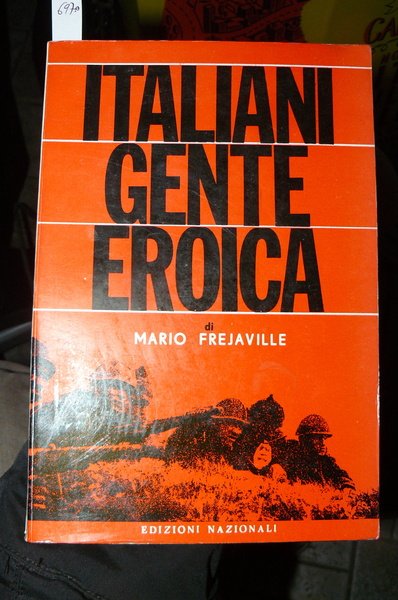 ITALIANI
GENTE
EROICA
di
MARIO FREJAVILLE
EDIZIONI NAZIONALI